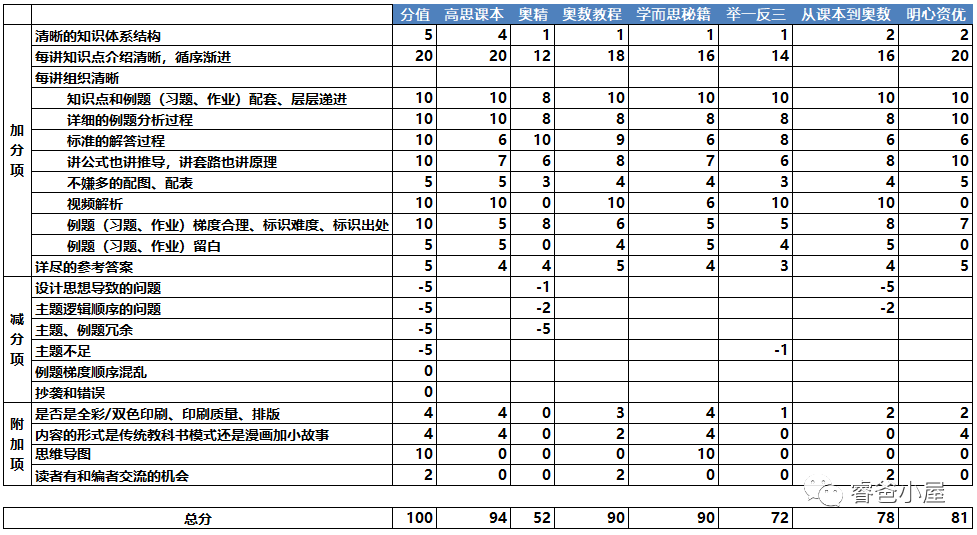 分值 高思课本 奥精 奥数教程 学而思秘籍 举一反三 从课本到奥数 明心资优
加分项
清晰的知识体系结构 5 4 1 1 1 1 2 2
每讲知识点介绍清晰，循序渐进 20 20 12 18 16 14 16 20
每讲组织清晰
知识点和例题（习题、作业）配套、层层递进 10 10 8 10 10 10 10 10
详细的例题分析过程 10 10 8 8 8 8 8 10
标准的解答过程 10 6 10 9 6 8 6 6
讲公式也讲推导，讲套路也讲原理 10 7 6 8 7 6 8 10
不嫌多的配图、配表 5 5 3 4 4 3 4 5
视频解析 10 10 0 10 6 10 10 0
例题（习题、作业）梯度合理、标识难度、标识出处 10 5 8 6 5 5 8 7
例题（习题、作业）留白 5 5 0 4 5 4 5 0
详尽的参考答案 5 4 4 5 4 3 4 5
减分项
设计思想导致的问题 -5 -1 -5
主题逻辑顺序的问题 -5 -2 -2
主题、例题冗余 -5 -5
主题不足 -5 -1
例题梯度顺序混乱 0
抄袭和错误 0
附加项
是否是全彩/双色印刷、印刷质量、排版 4 4 0 3 4 1 2 2
内容的形式是传统教科书模式还是漫画加小故事 4 4 0 2 4 0 0 4
思维导图 10 0 0 0 10 0 0 0
读者有和编者交流的机会 2 0 0 2 0 0 2 0
睿爸小屋
总分 100 94 52 90 90 72 78 81